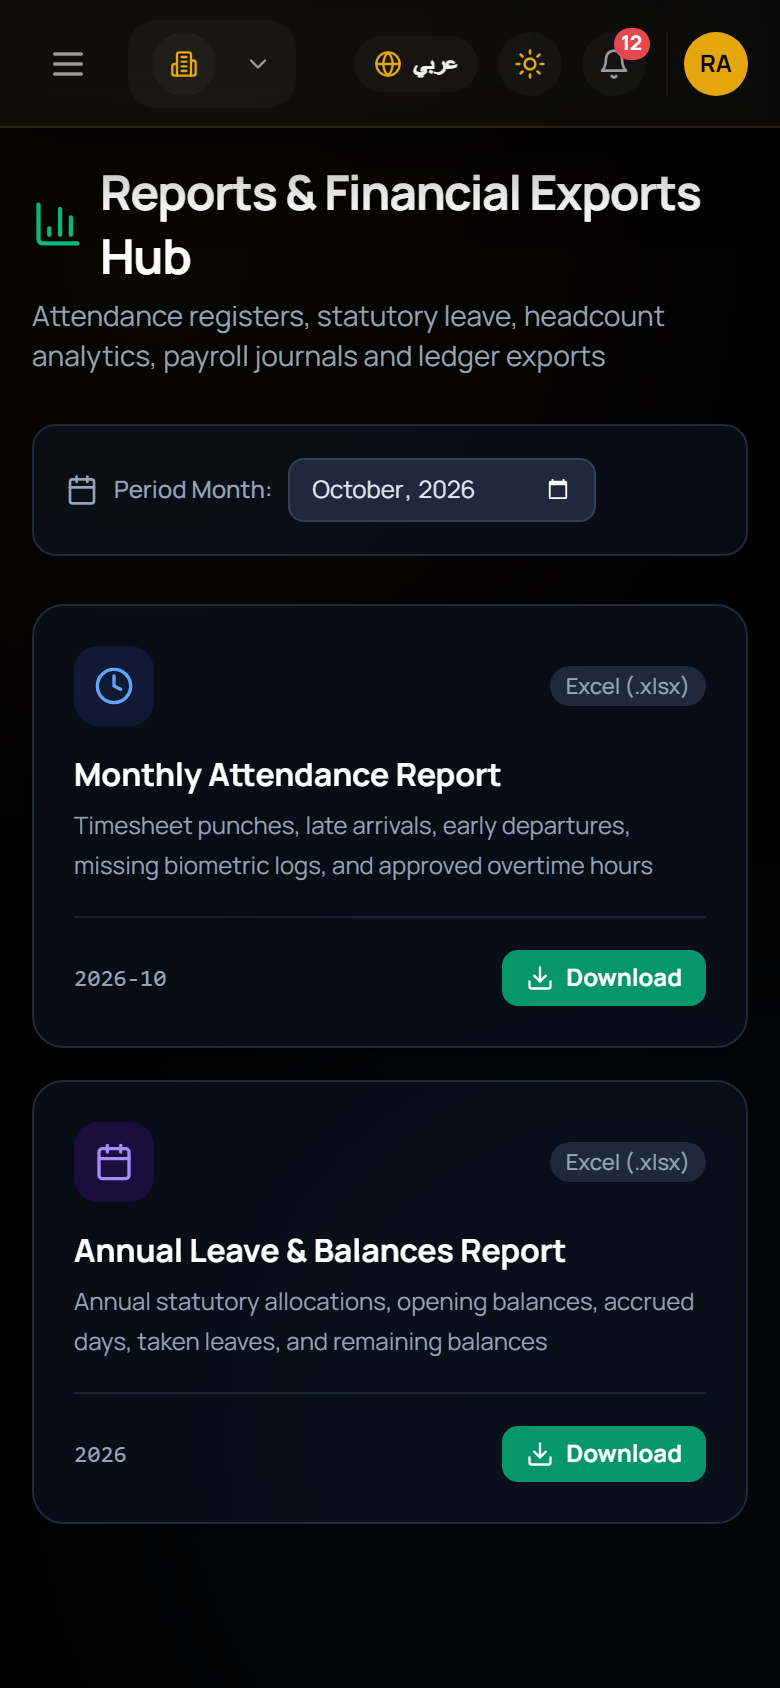 عربي
12
RA
Reports & Financial Exports
Hub
Attendance registers, statutory leave, headcount
analytics, payroll journals and ledger exports
Period Month: October, 2026
Excel (.xlsx)
Monthly Attendance Report
Timesheet punches, late arrivals, early departures,
missing biometric logs, and approved overtime hours
2026-10 Download
Excel (.xlsx)
Annual Leave & Balances Report
Annual statutory allocations, opening balances, accrued
days, taken leaves, and remaining balances
2026 Download